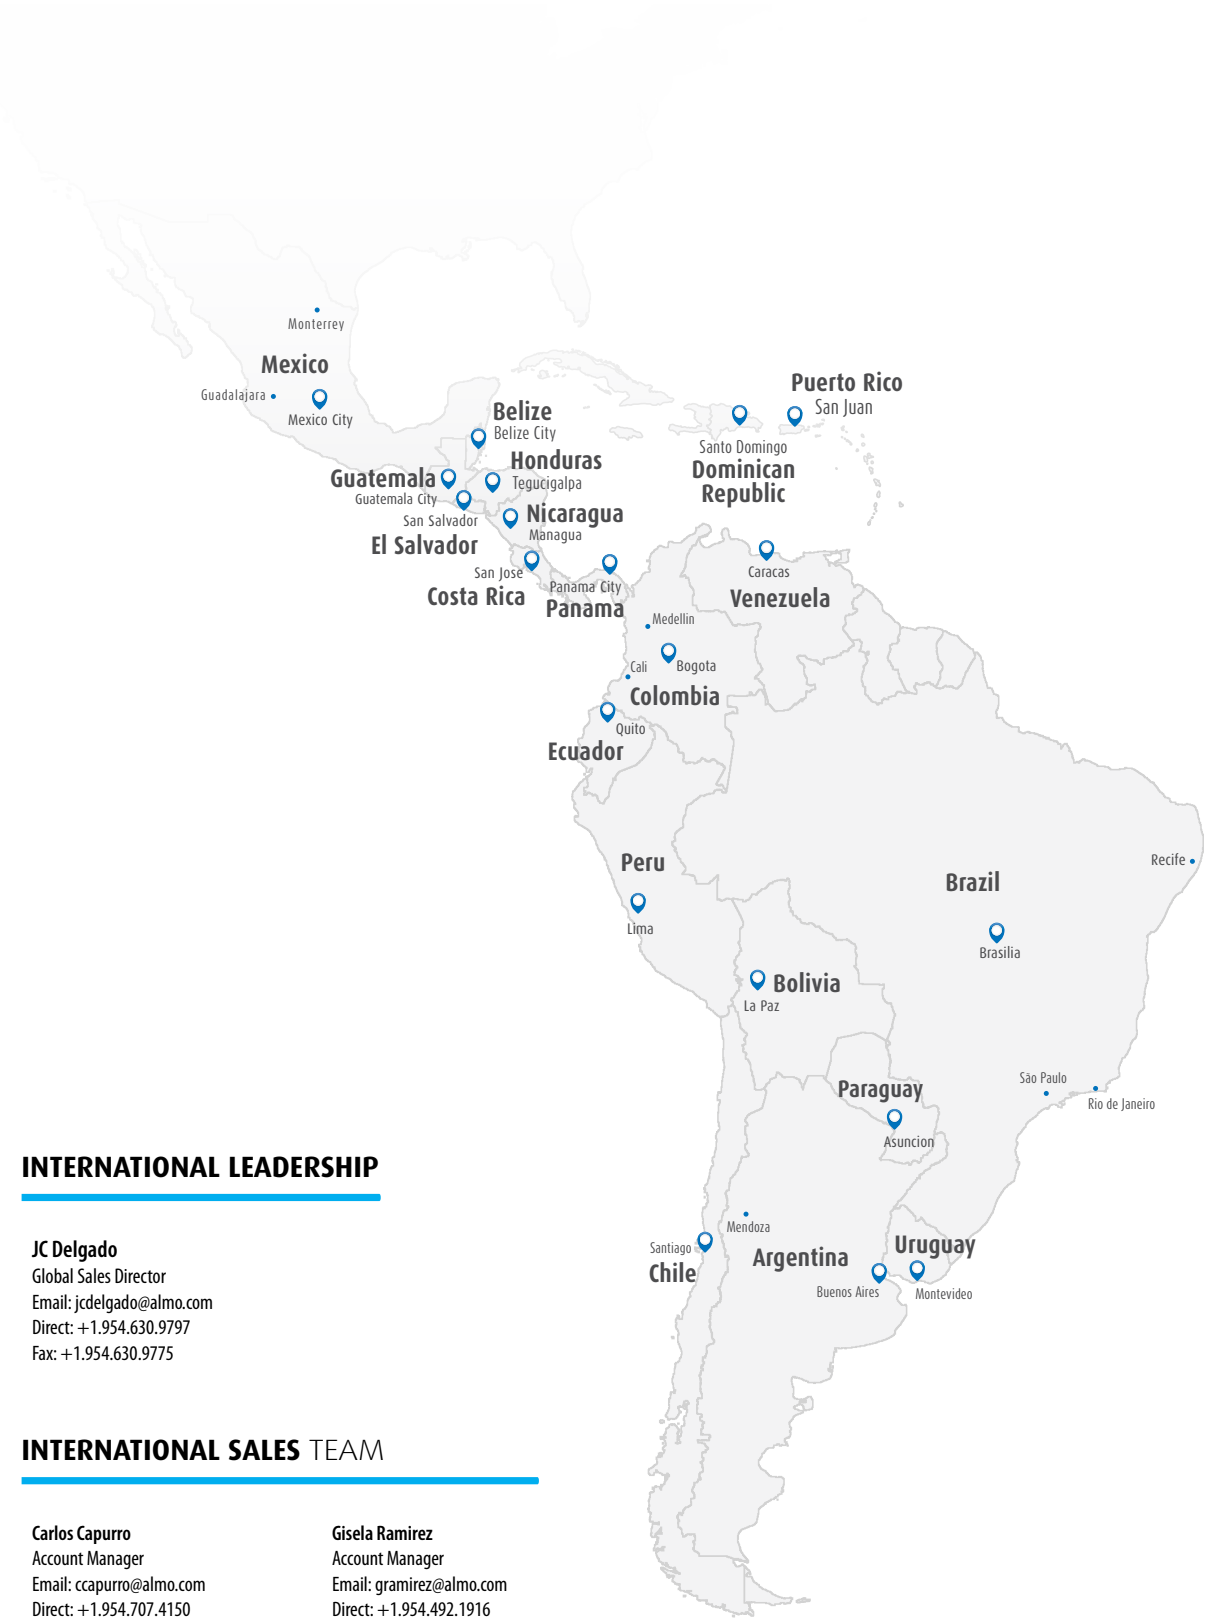 Monterrey
Mexico
Guadalajara
Mexico City
Puerto Rico
San Juan
Belize
Belize City
Santo Domingo
Dominican
Republic
Honduras
Tegucigalpa
Guatemala
Guatemala City
San Salvador
El Salvador
Nicaragua
Managua
San Jose
Costa Rica
Panama City
Panama
Caracas
Venezuela
Medellin
Cali
Bogota
Colombia
Quito
Ecuador
Peru
Lima
Recife
Brazil
Brasilia
Bolivia
La Paz
Paraguay
Asuncion
São Paulo
Rio de Janeiro
Mendoza
Santiago
Chile
Argentina
Uruguay
Buenos Aires
Montevideo
INTERNATIONAL LEADERSHIP
JC Delgado
Global Sales Director
Email: jcdelgado@almo.com
Direct: +1.954.630.9797
Fax: +1.954.630.9775
INTERNATIONAL SALES TEAM
Carlos Capurro
Account Manager
Email: ccapurro@almo.com
Direct: +1.954.707.4150
Gisela Ramirez
Account Manager
Email: gramirez@almo.com
Direct: +1.954.492.1916